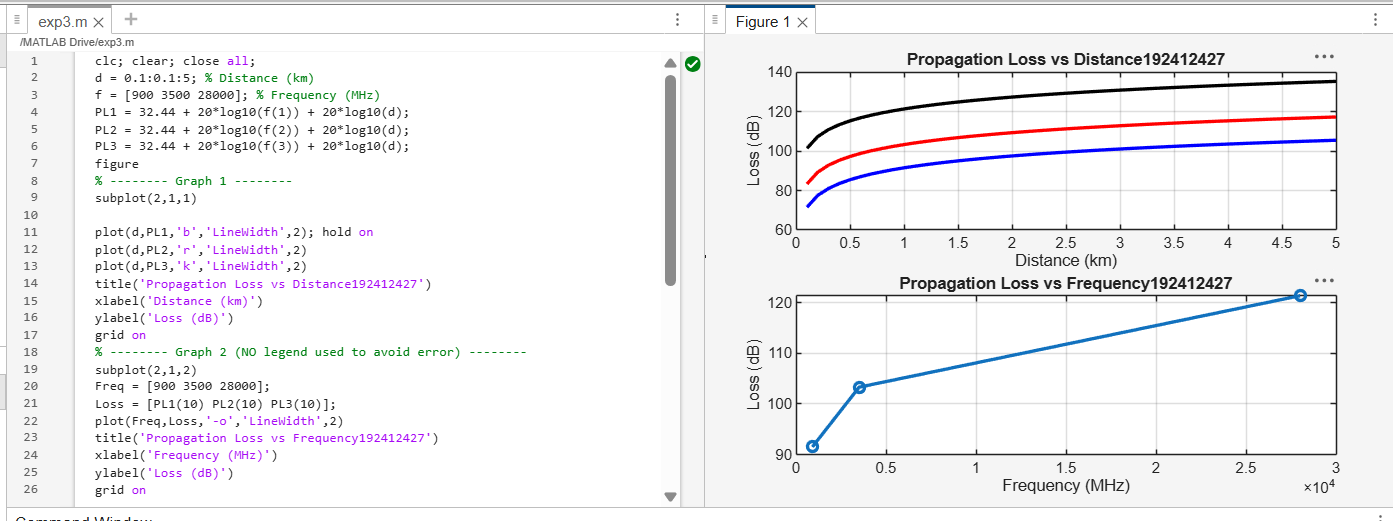 exp3.m
/MATLAB Drive/exp3.m
1 clc; clear; close all;
2 d = 0.1:0.1:5; % Distance (km)
3 f = [900 3500 28000]; % Frequency (MHz)
4 PL1 = 32.44 + 20*log10(f(1)) + 20*log10(d);
5 PL2 = 32.44 + 20*log10(f(2)) + 20*log10(d);
6 PL3 = 32.44 + 20*log10(f(3)) + 20*log10(d);
7 figure
8 % -------- Graph 1 --------
9 subplot(2,1,1)
10
11 plot(d,PL1,'b','LineWidth',2); hold on
12 plot(d,PL2,'r','LineWidth',2)
13 plot(d,PL3,'k','LineWidth',2)
14 title('Propagation Loss vs Distance192412427')
15 xlabel('Distance (km)')
16 ylabel('Loss (dB)')
17 grid on
18 % -------- Graph 2 (NO legend used to avoid error) --------
19 subplot(2,1,2)
20 Freq = [900 3500 28000];
21 Loss = [PL1(10) PL2(10) PL3(10)];
22 plot(Freq,Loss,'-o','LineWidth',2)
23 title('Propagation Loss vs Frequency192412427')
24 xlabel('Frequency (MHz)')
25 ylabel('Loss (dB)')
26 grid on
Figure 1
Propagation Loss vs Distance192412427
Loss (dB)
140
120
100
80
60
0 0.5 1 1.5 2 2.5 3 3.5 4 4.5 5
Distance (km)
Propagation Loss vs Frequency192412427
Loss (dB)
120
110
100
90
0 0.5 1 1.5 2 2.5 3
×10⁴
Frequency (MHz)
Command Window